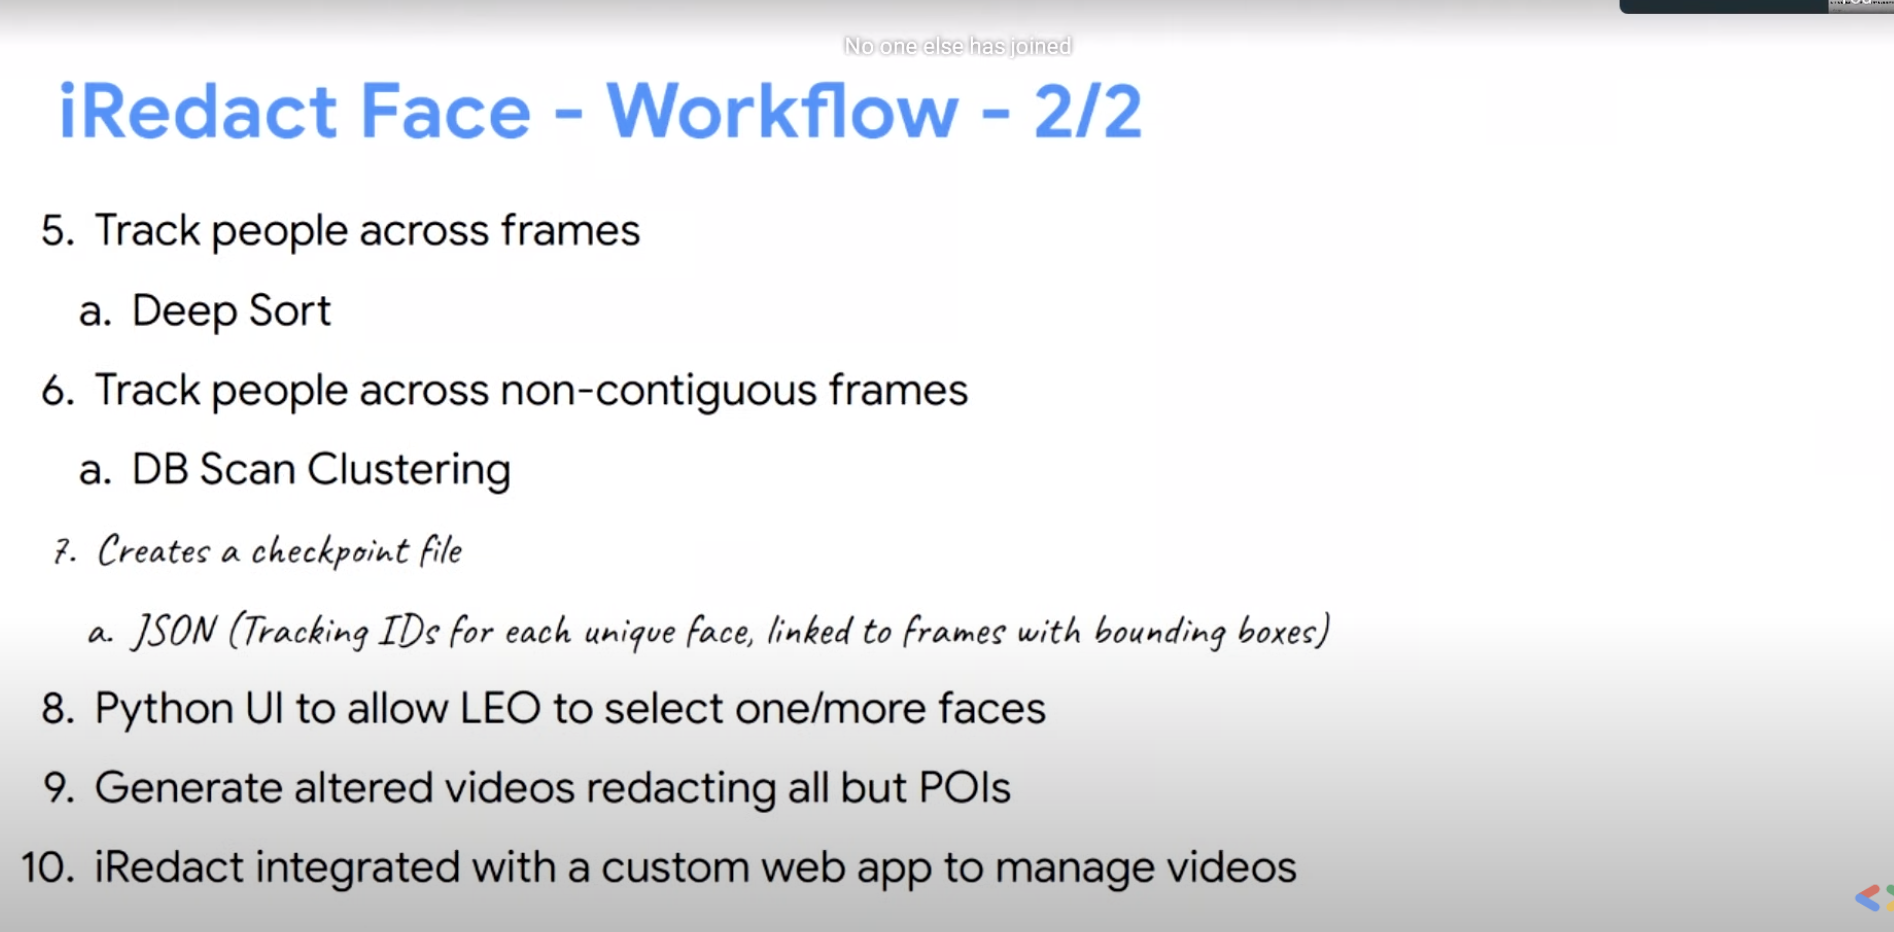 No one else has joined
iRedact Face - Workflow - 2/2
5. Track people across frames
a. Deep Sort
6. Track people across non-contiguous frames
a. DB Scan Clustering
7. Creates a checkpoint file
a. JSON (Tracking IDs for each unique face, linked to frames with bounding boxes)
8. Python UI to allow LEO to select one/more faces
9. Generate altered videos redacting all but POIs
10. iRedact integrated with a custom web app to manage videos